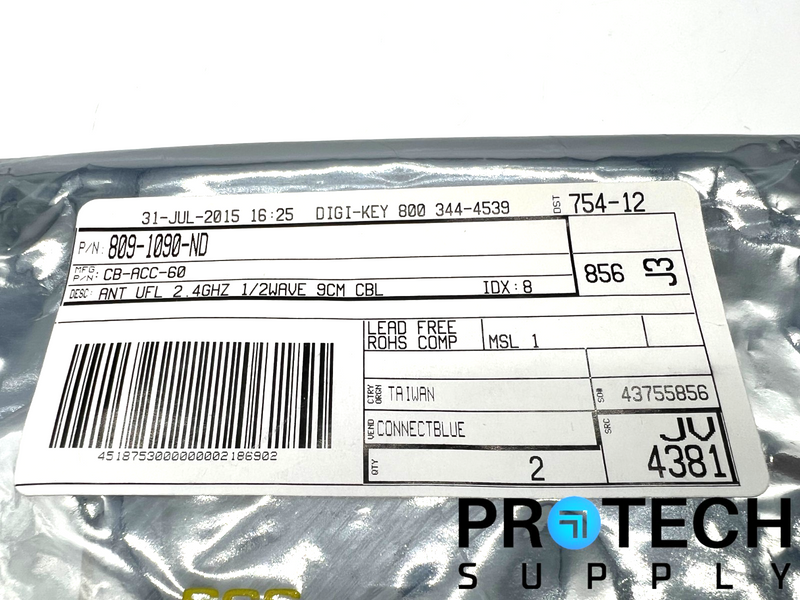 31-JUL-2015 16:25 DIGI-KEY 800 344-4539 DST 754-12
P/N: 809-1090-ND
MFG. P/N: CB-ACC-60
856 J3
DESC: ANT UFL 2.4GHZ 1/2WAVE 9CM CBL IDX: 8
LEAD FREE
ROHS COMP MSL 1
CTRY ORGN TAIWAN SO# 43755856
VEND CONNECTBLUE SRC JV
QTY 2 4381
4518753000000002186902
PROTECH
SUPPLY